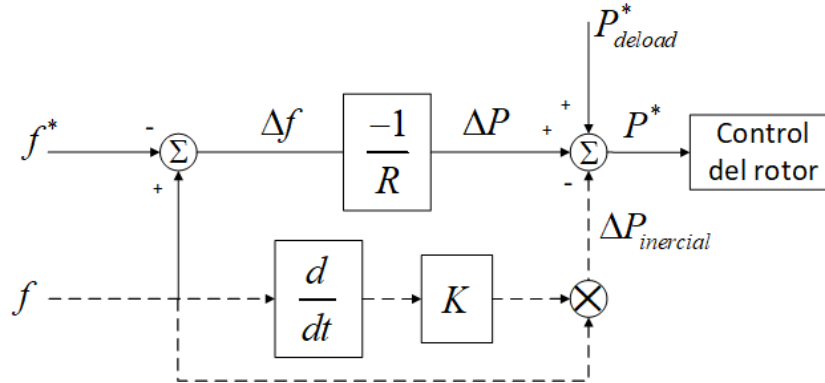 P*deload
f*
-
Σ
+
Δf
-1
R
ΔP
+
+
Σ
-
P*
Control
del rotor
ΔPinercial
f
d
dt
K
×